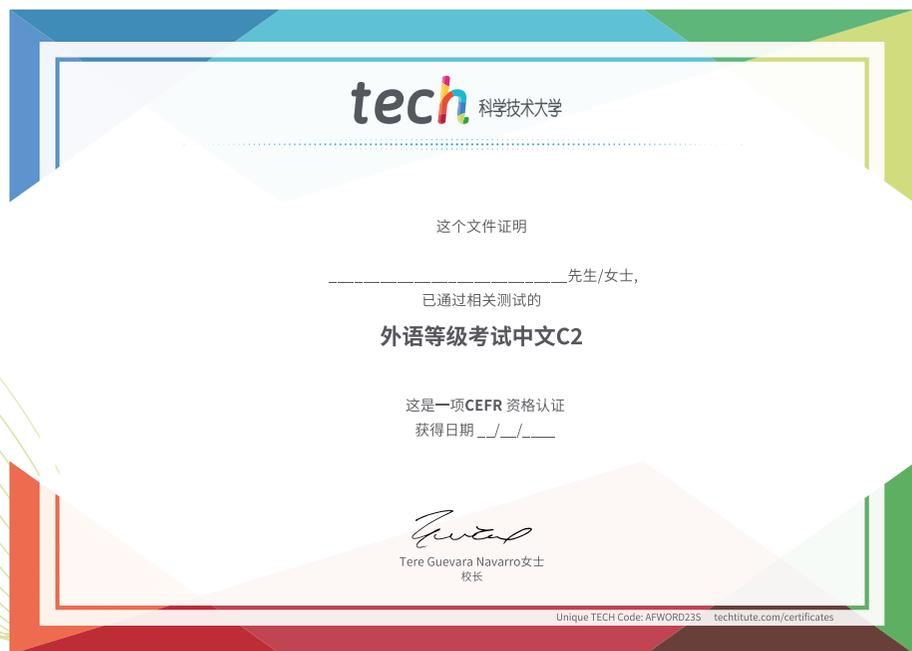 tech 科学技术大学
这个文件证明
____________________________先生/女士,
已通过相关测试的
外语等级考试中文C2
这是一项CEFR 资格认证
获得日期 __/__/____
Tere Guevara Navarro女士
校长
Unique TECH Code: AFWORD23S techtitute.com/certificates